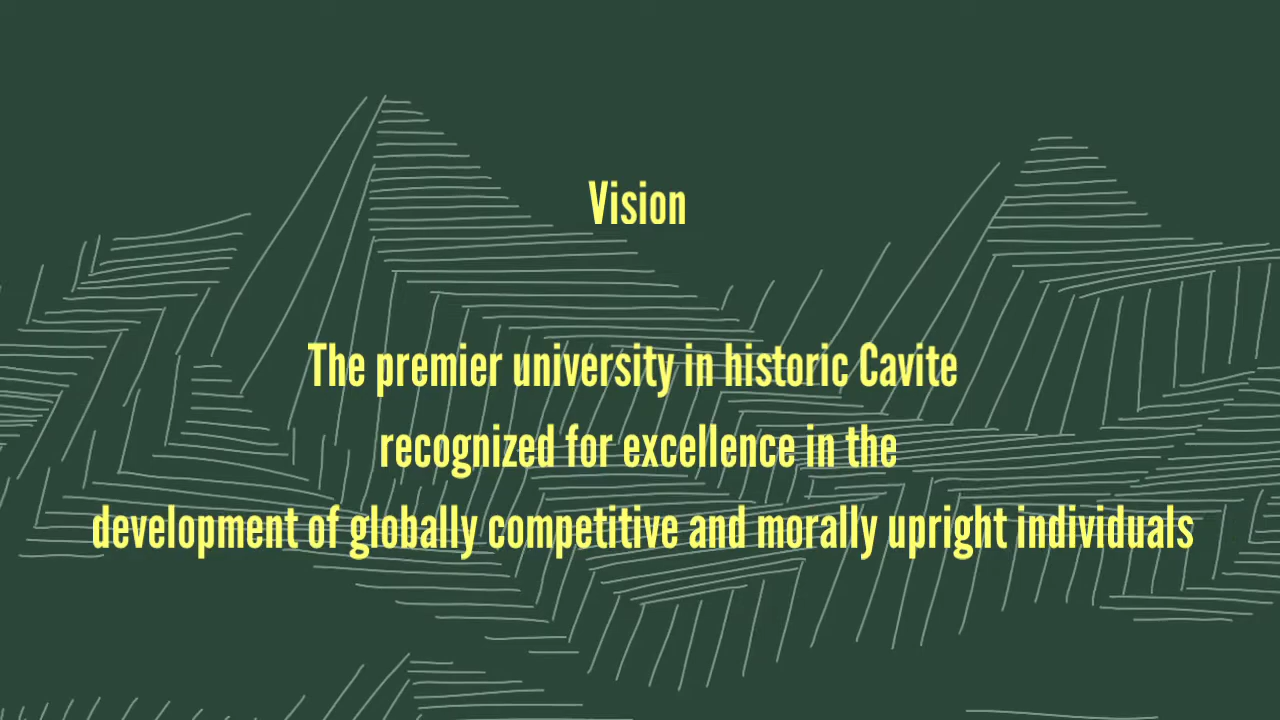 Vision
The premier university in historic Cavite
recognized for excellence in the
development of globally competitive and morally upright individuals